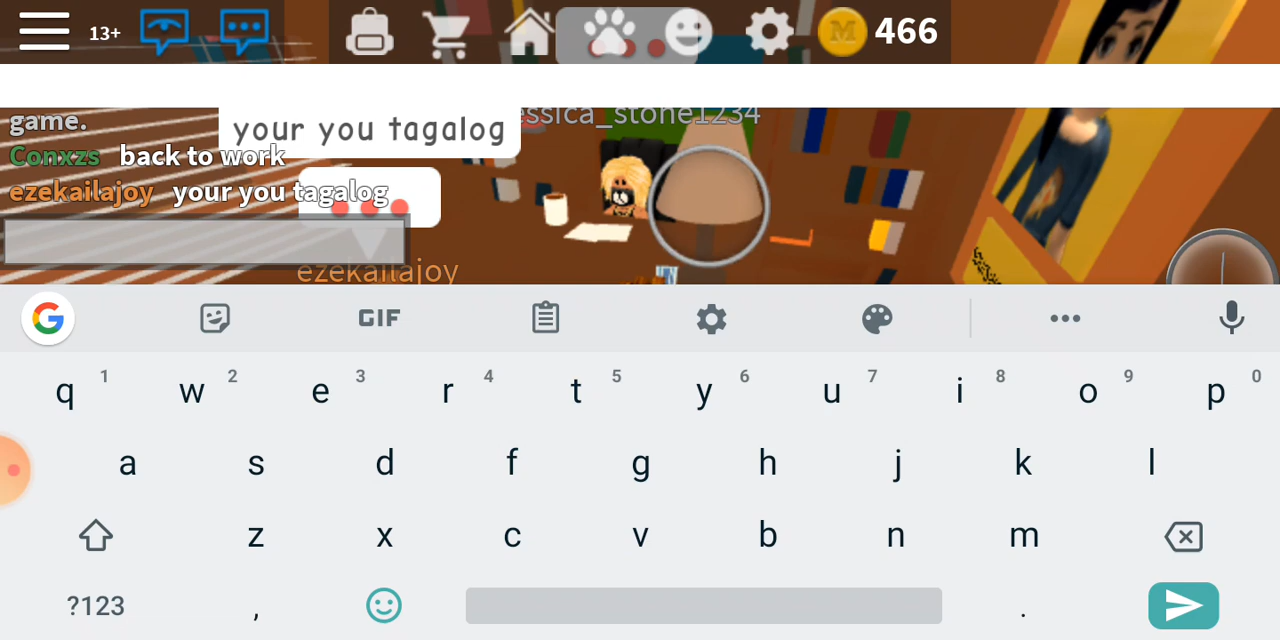 13+
466
essica_stone1234
game.
your you tagalog
Conxzs back to work
ezekailajoy your you tagalog
ezekailajoy
GIF
q 1 w 2 e 3 r 4 t 5 y 6 u 7 i 8 o 9 p 0
a s d f g h j k l
z x c v b n m
?123 , .